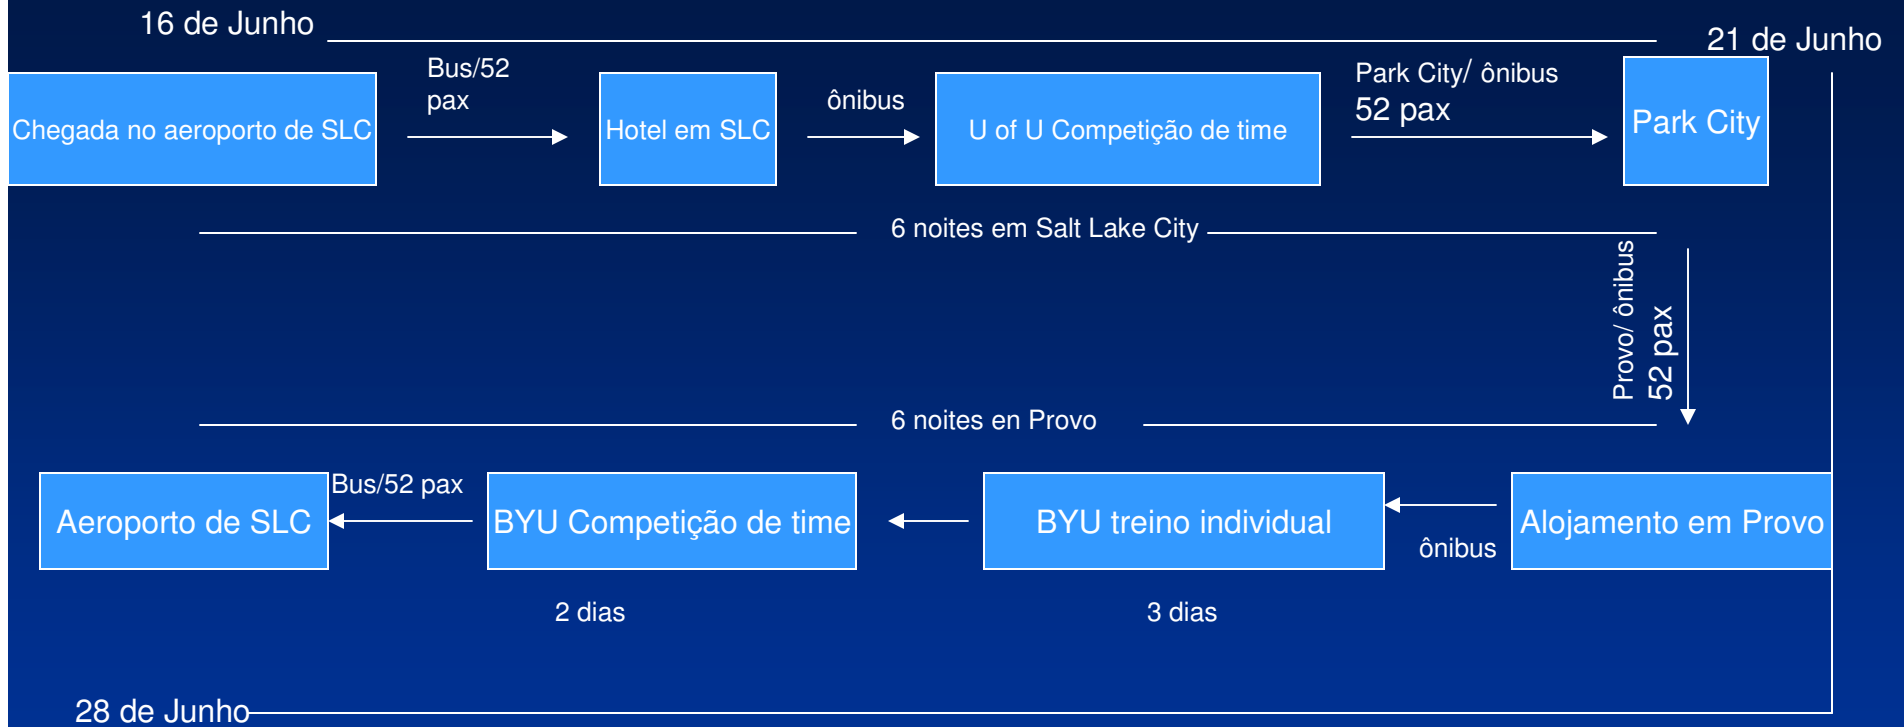 16 de Junho
21 de Junho
Chegada no aeroporto de SLC
Bus/52
pax
Hotel em SLC
ônibus
U of U Competição de time
Park City/ ônibus
52 pax
Park City
6 noites em Salt Lake City
Provo/ ônibus
52 pax
6 noites en Provo
Aeroporto de SLC
Bus/52 pax
BYU Competição de time
BYU treino individual
ônibus
Alojamento em Provo
2 dias
3 dias
28 de Junho